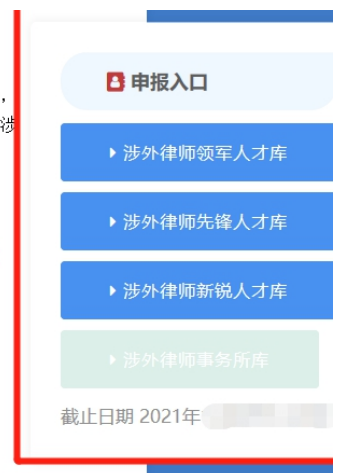 ，
涉
申报入口
涉外律师领军人才库
涉外律师先锋人才库
涉外律师新锐人才库
涉外律师事务所库
截止日期 2021年